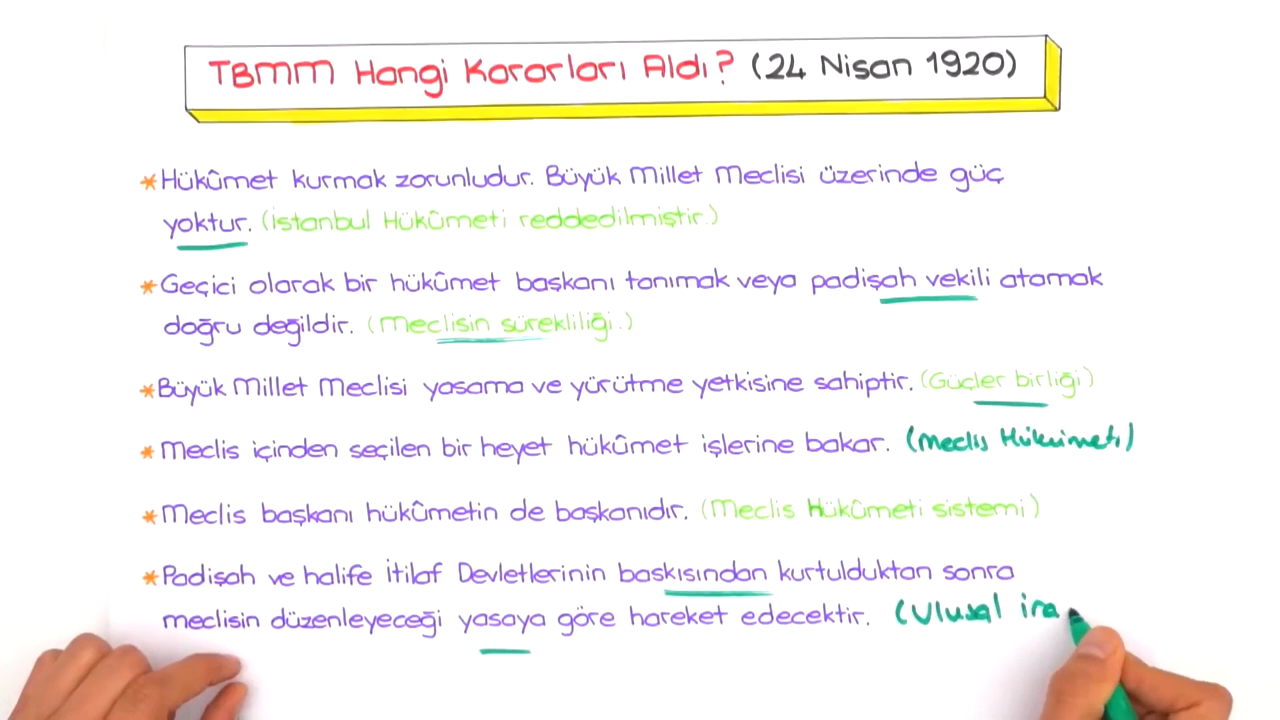 TBMM Hangi Kararları Aldı? (24 Nisan 1920)
*Hükûmet kurmak zorunludur. Büyük Millet Meclisi üzerinde güç
yoktur. (İstanbul Hükûmeti reddedilmiştir.)
*Geçici olarak bir hükûmet başkanı tanımak veya padişah vekili atamak
doğru değildir. (Meclisin sürekliliği.)
*Büyük Millet Meclisi yasama ve yürütme yetkisine sahiptir. (Güçler birliği)
*Meclis içinden seçilen bir heyet hükûmet işlerine bakar. (Meclis Hükümeti)
*Meclis başkanı hükûmetin de başkanıdır. (Meclis Hükûmeti sistemi)
*Padişah ve halife İtilaf Devletlerinin baskısından kurtulduktan sonra
meclisin düzenleyeceği yasaya göre hareket edecektir. (Ulusal ira